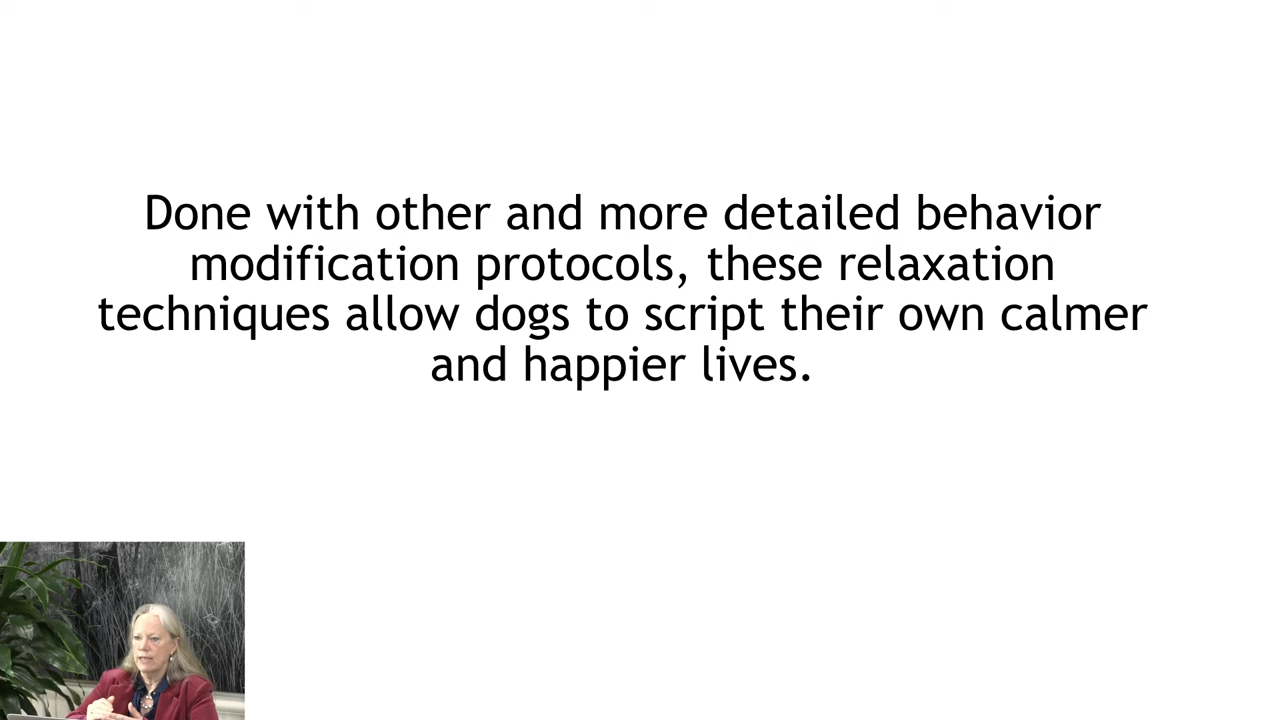 Done with other and more detailed behavior
modification protocols, these relaxation
techniques allow dogs to script their own calmer
and happier lives.